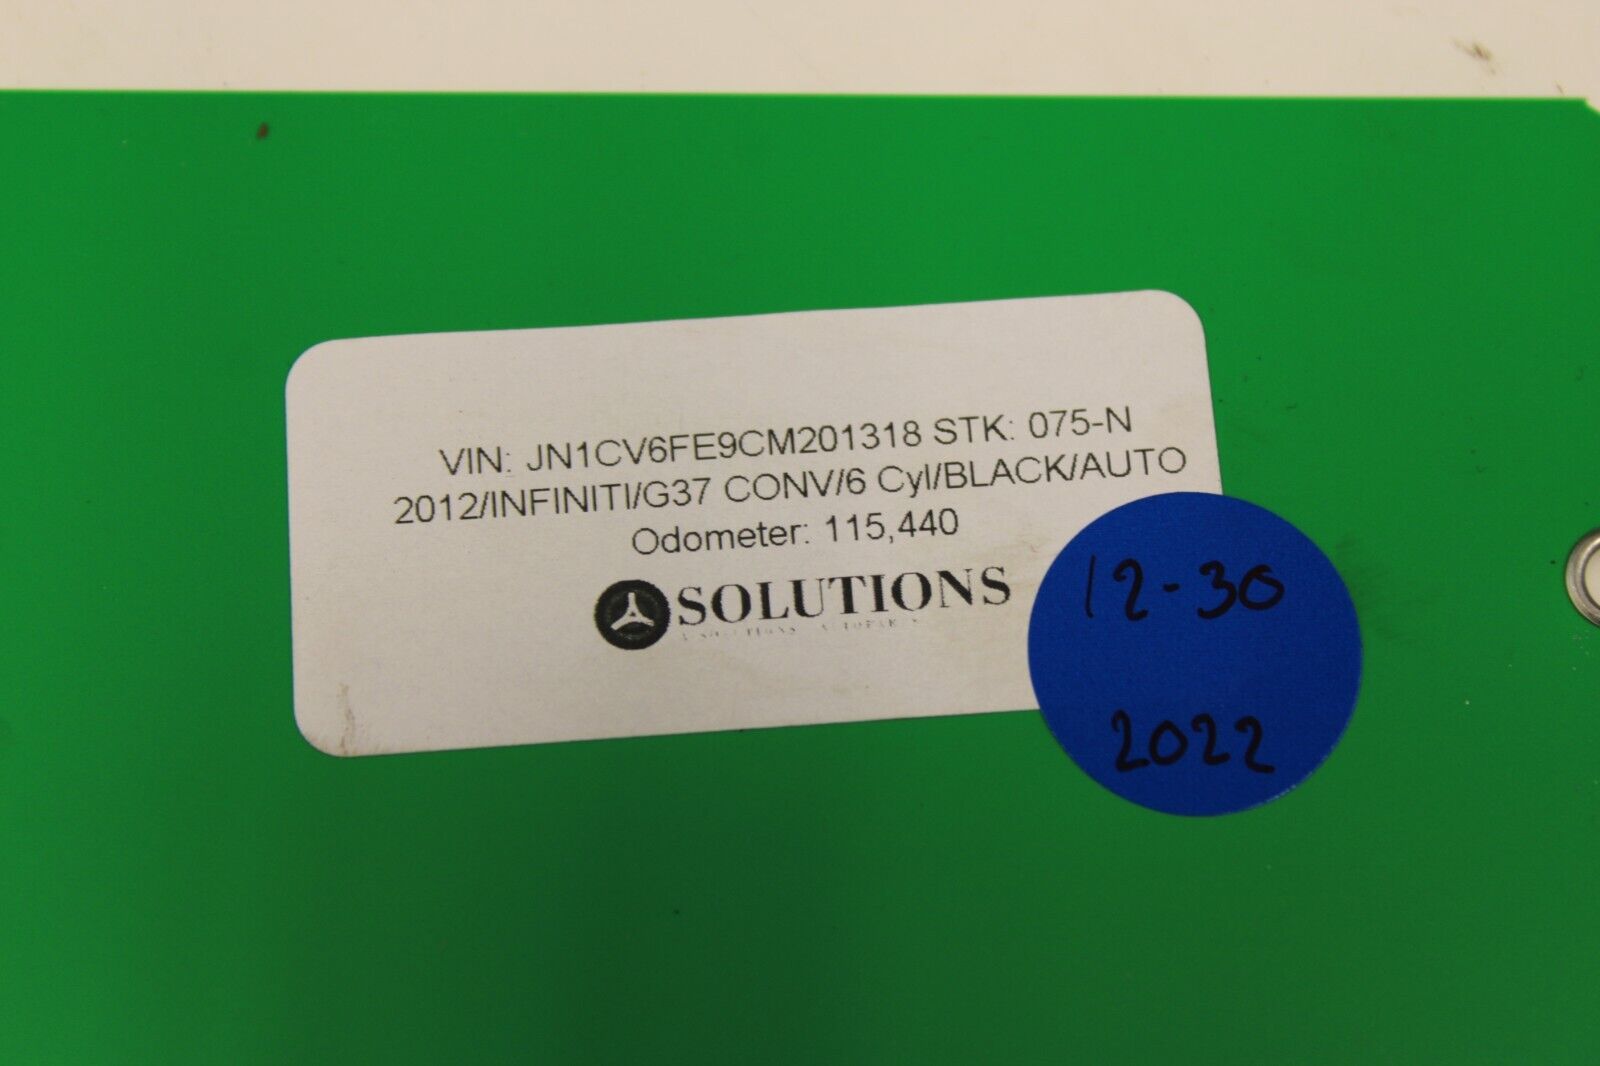 VIN: JN1CV6FE9CM201318 STK: 075-N
2012/INFINITI/G37 CONV/6 Cyl/BLACK/AUTO
Odometer: 115,440
SOLUTIONS
12-30
2022